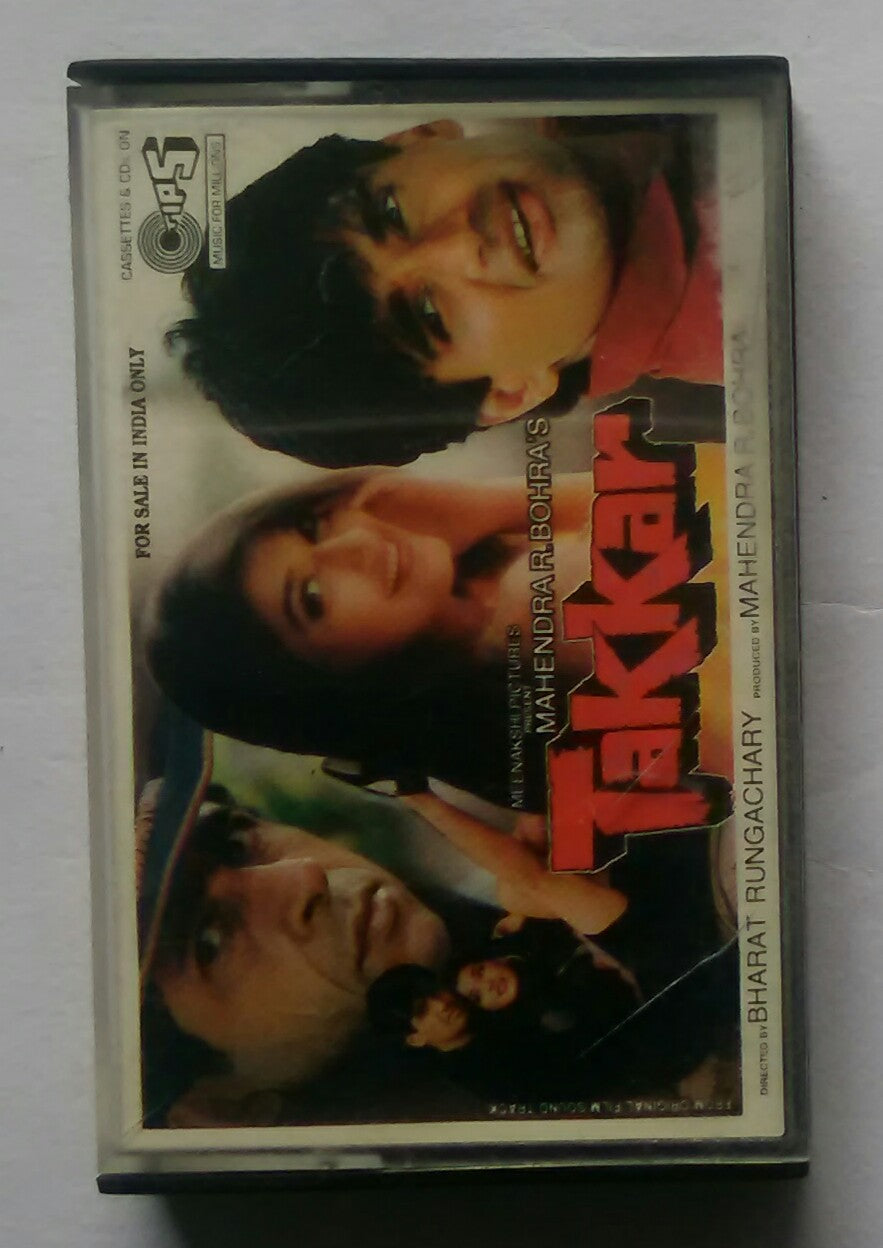 CASSETTES & CDs ON
TIPS
MUSIC FOR MILLIONS
FOR SALE IN INDIA ONLY
MEENAKSHI PICTURES
PRESENT
MAHENDRA R. BOHRA'S
Takkar
FROM ORIGINAL FILM SOUND TRACK
DIRECTED BY BHARAT RUNGACHARY PRODUCED BY MAHENDRA R. BOHRA